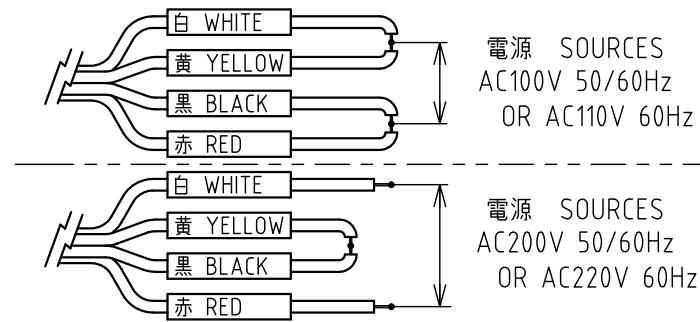 白 WHITE
黄 YELLOW
黒 BLACK
赤 RED
電源 SOURCES
AC100V 50/60Hz
OR AC110V 60Hz
白 WHITE
黄 YELLOW
黒 BLACK
赤 RED
電源 SOURCES
AC200V 50/60Hz
OR AC220V 60Hz